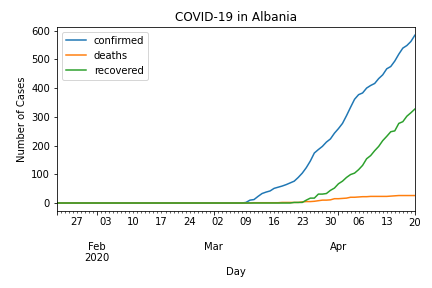 COVID-19 in Albania
confirmed
deaths
recovered
Number of Cases
600
500
400
300
200
100
0
27 03 10 17 24 02 09 16 23 30 06 13 20
Feb Mar Apr
2020
Day